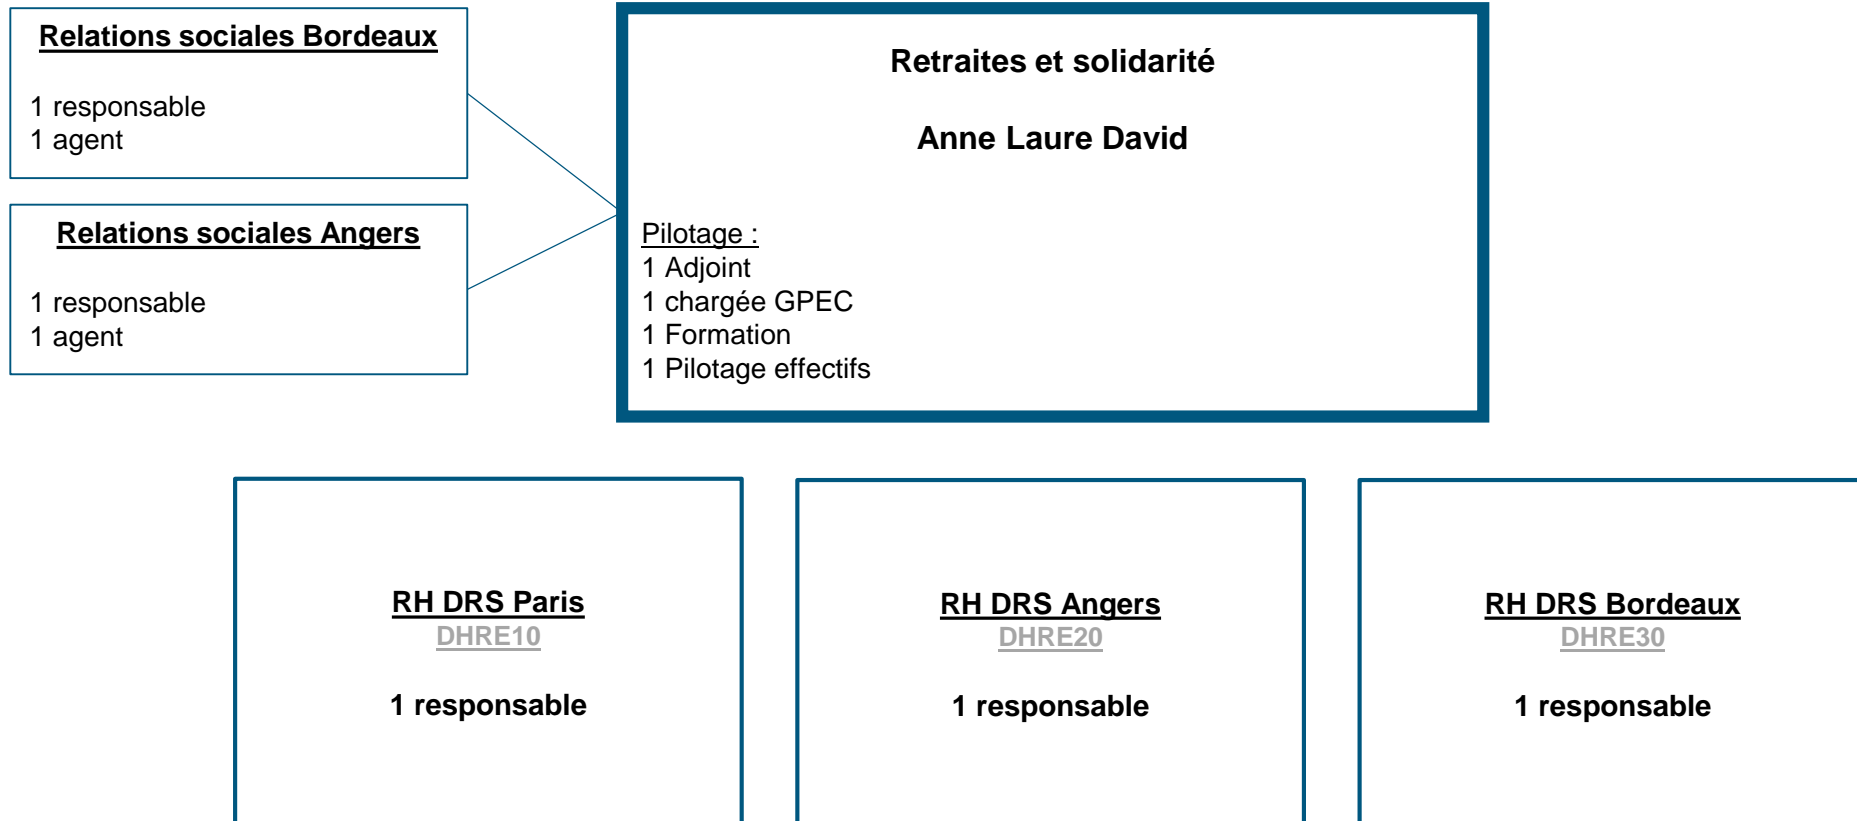 Relations sociales Bordeaux
1 responsable
1 agent
Relations sociales Angers
1 responsable
1 agent
Retraites et solidarité
Anne Laure David
Pilotage :
1 Adjoint
1 chargée GPEC
1 Formation
1 Pilotage effectifs
RH DRS Paris
DHRE10
1 responsable
RH DRS Angers
DHRE20
1 responsable
RH DRS Bordeaux
DHRE30
1 responsable